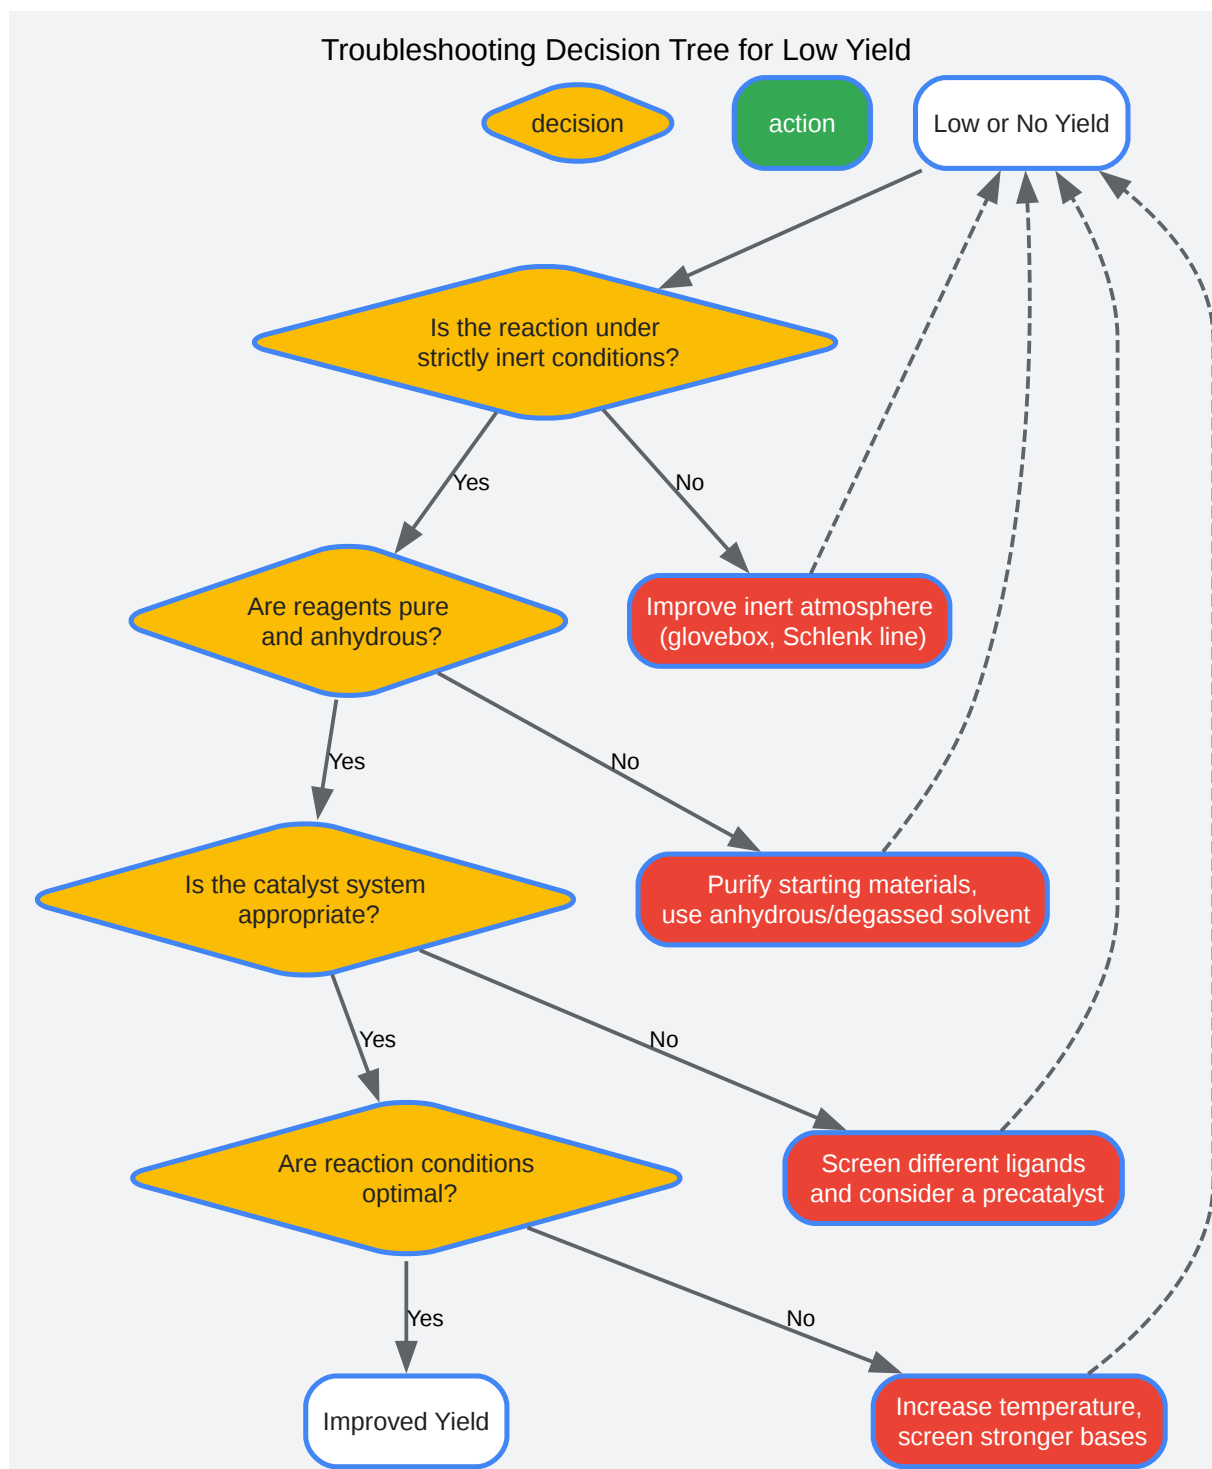 Troubleshooting Decision Tree for Low Yield
decision
action
Low or No Yield
Is the reaction under
strictly inert conditions?
Yes
No
Are reagents pure
and anhydrous?
Improve inert atmosphere
(glovebox, Schlenk line)
Yes
No
Is the catalyst system
appropriate?
Purify starting materials,
use anhydrous/degassed solvent
Yes
No
Are reaction conditions
optimal?
Screen different ligands
and consider a precatalyst
Yes
No
Improved Yield
Increase temperature,
screen stronger bases